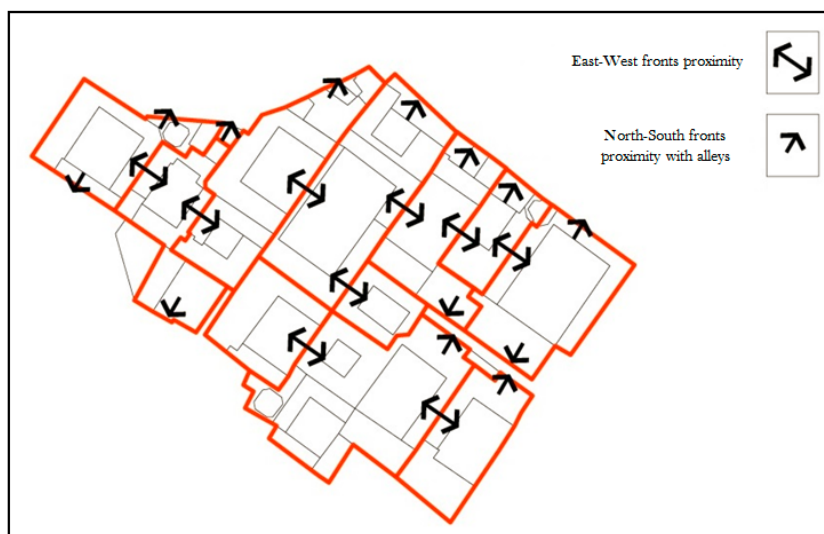 East-West fronts proximity
North-South fronts
proximity with alleys